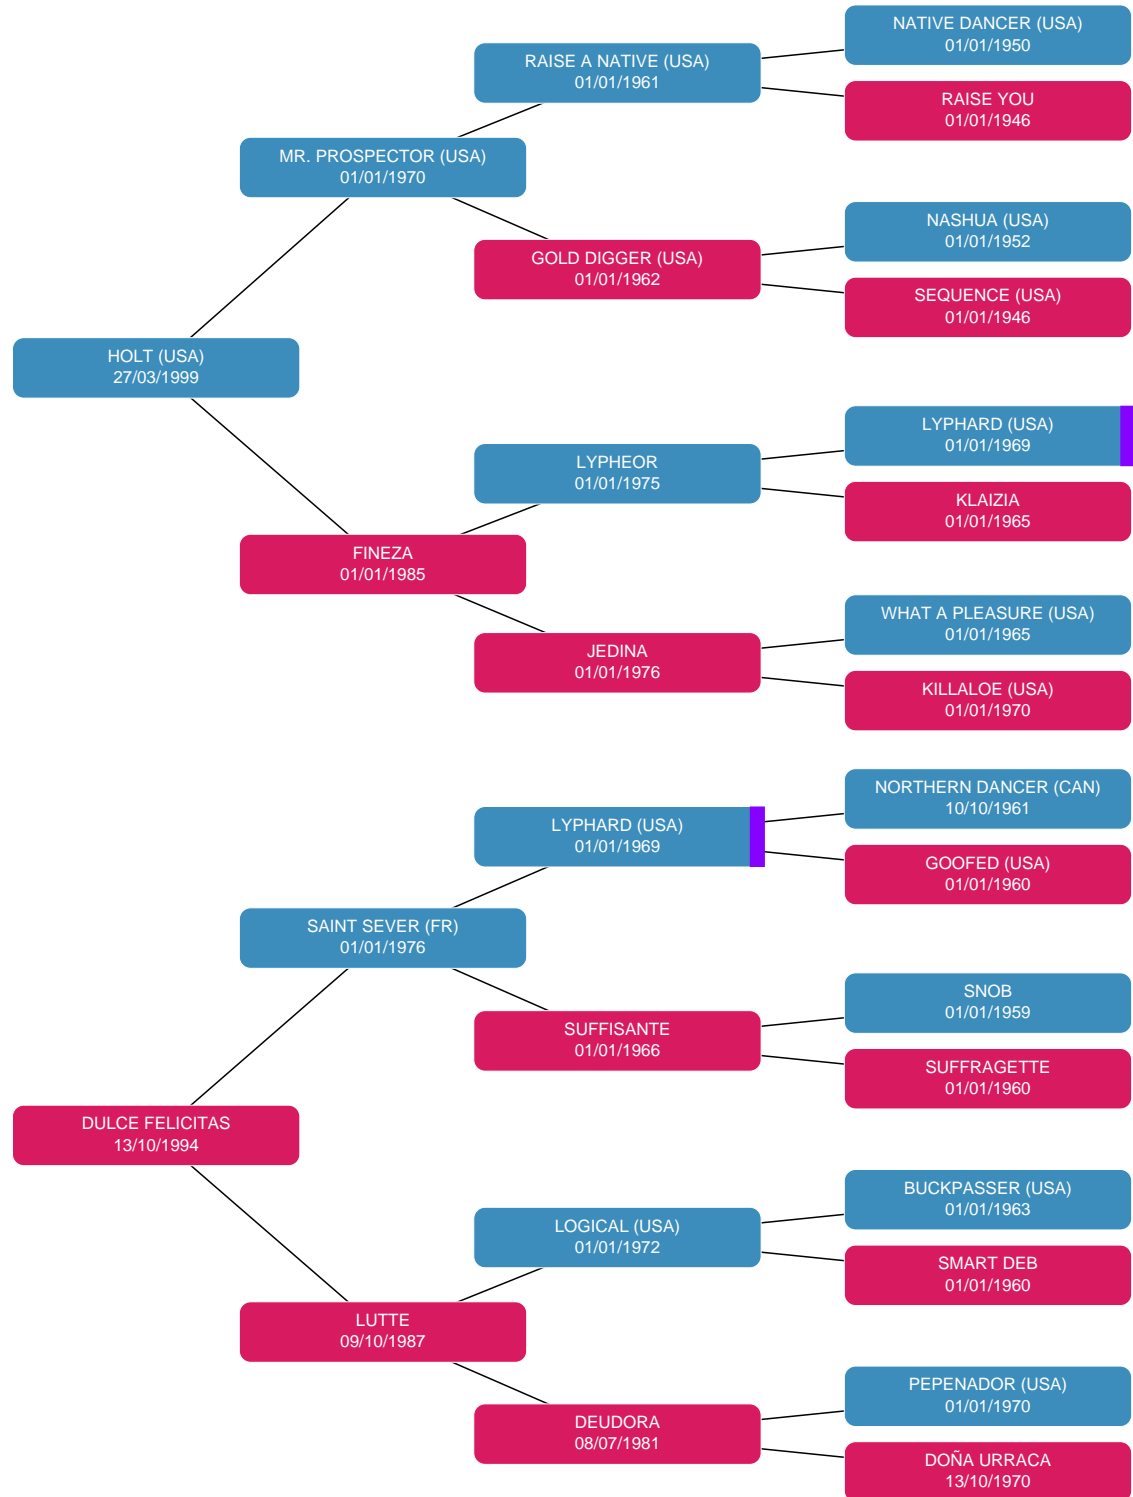 NATIVE DANCER (USA)
01/01/1950
RAISE A NATIVE (USA)
01/01/1961
RAISE YOU
01/01/1946
MR. PROSPECTOR (USA)
01/01/1970
NASHUA (USA)
01/01/1952
GOLD DIGGER (USA)
01/01/1962
SEQUENCE (USA)
01/01/1946
HOLT (USA)
27/03/1999
LYPHARD (USA)
01/01/1969
LYPHEOR
01/01/1975
KLAIZIA
01/01/1965
FINEZA
01/01/1985
WHAT A PLEASURE (USA)
01/01/1965
JEDINA
01/01/1976
KILLALOE (USA)
01/01/1970
NORTHERN DANCER (CAN)
10/10/1961
LYPHARD (USA)
01/01/1969
GOOFED (USA)
01/01/1960
SAINT SEVER (FR)
01/01/1976
SNOB
01/01/1959
SUFFISANTE
01/01/1966
SUFFRAGETTE
01/01/1960
DULCE FELICITAS
13/10/1994
BUCKPASSER (USA)
01/01/1963
LOGICAL (USA)
01/01/1972
SMART DEB
01/01/1960
LUTTE
09/10/1987
PEPENADOR (USA)
01/01/1970
DEUDORA
08/07/1981
DOÑA URRACA
13/10/1970